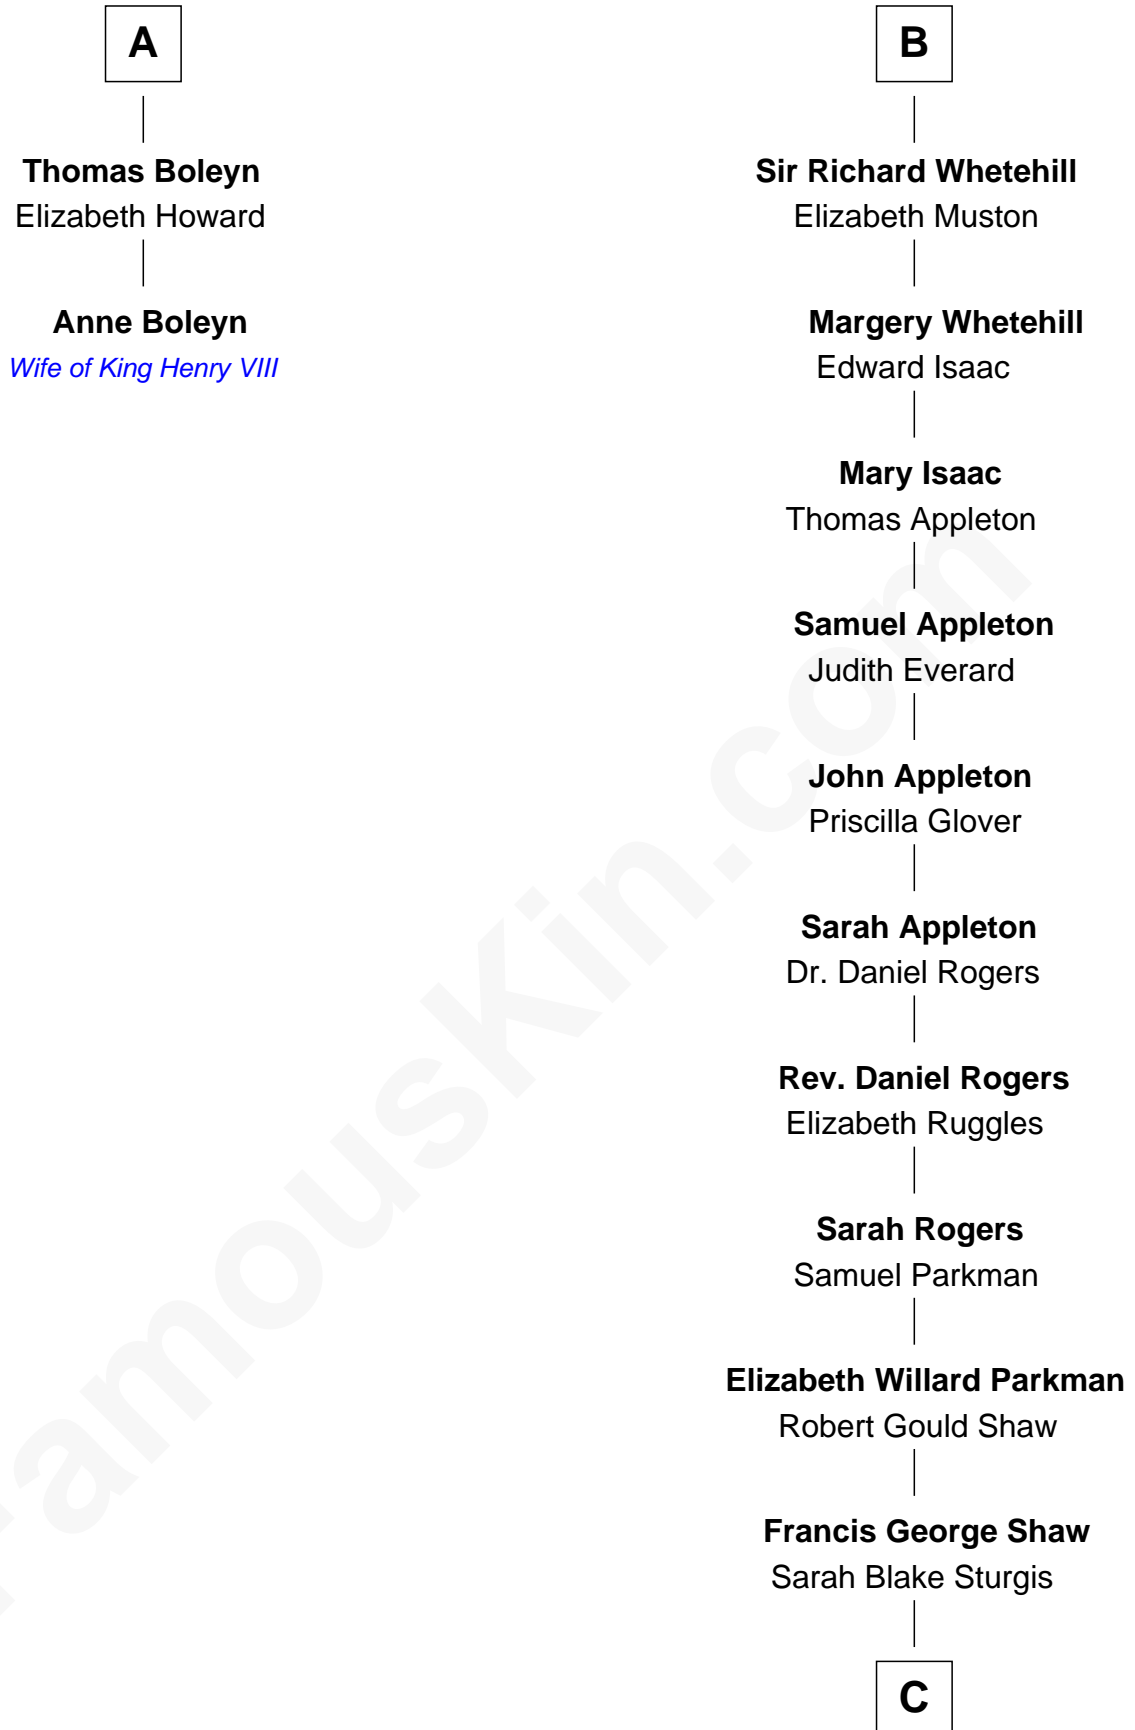 A
Thomas Boleyn
Elizabeth Howard
Anne Boleyn
Wife of King Henry VIII
B
Sir Richard Whetehill
Elizabeth Muston
Margery Whetehill
Edward Isaac
Mary Isaac
Thomas Appleton
Samuel Appleton
Judith Everard
John Appleton
Priscilla Glover
Sarah Appleton
Dr. Daniel Rogers
Rev. Daniel Rogers
Elizabeth Ruggles
Sarah Rogers
Samuel Parkman
Elizabeth Willard Parkman
Robert Gould Shaw
Francis George Shaw
Sarah Blake Sturgis
C
FamousKin.com